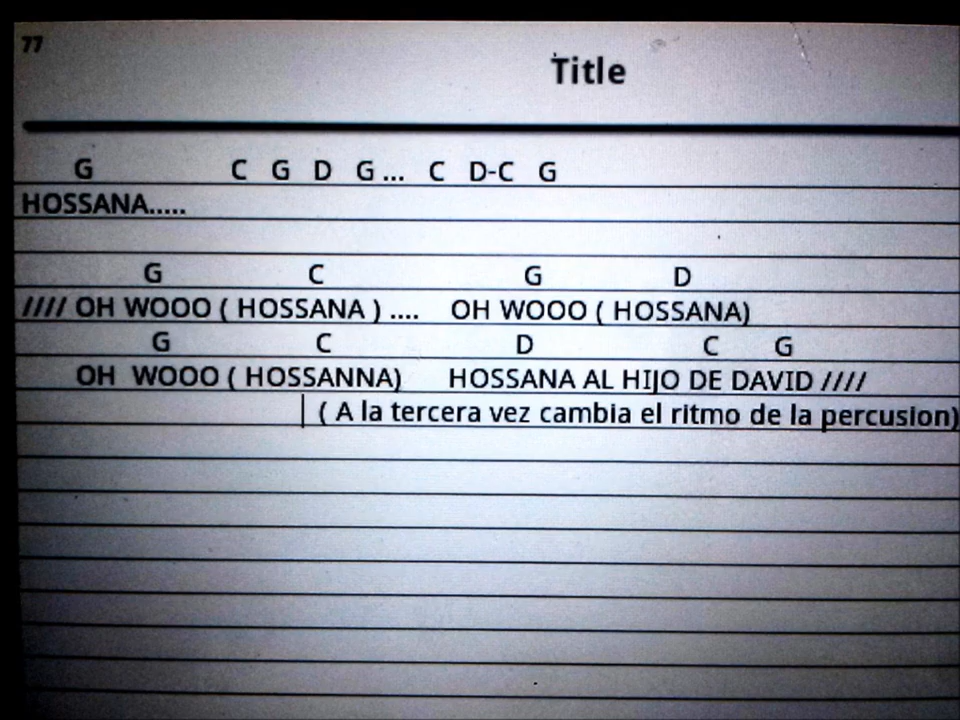 77
Title
G C G D G... C D-C G
HOSSANA.....
G C G D
//// OH WOOO ( HOSSANA ) .... OH WOOO ( HOSSANA)
G C D C G
OH WOOO ( HOSSANNA) HOSSANA AL HIJO DE DAVID ////
( A la tercera vez cambia el ritmo de la percusion)